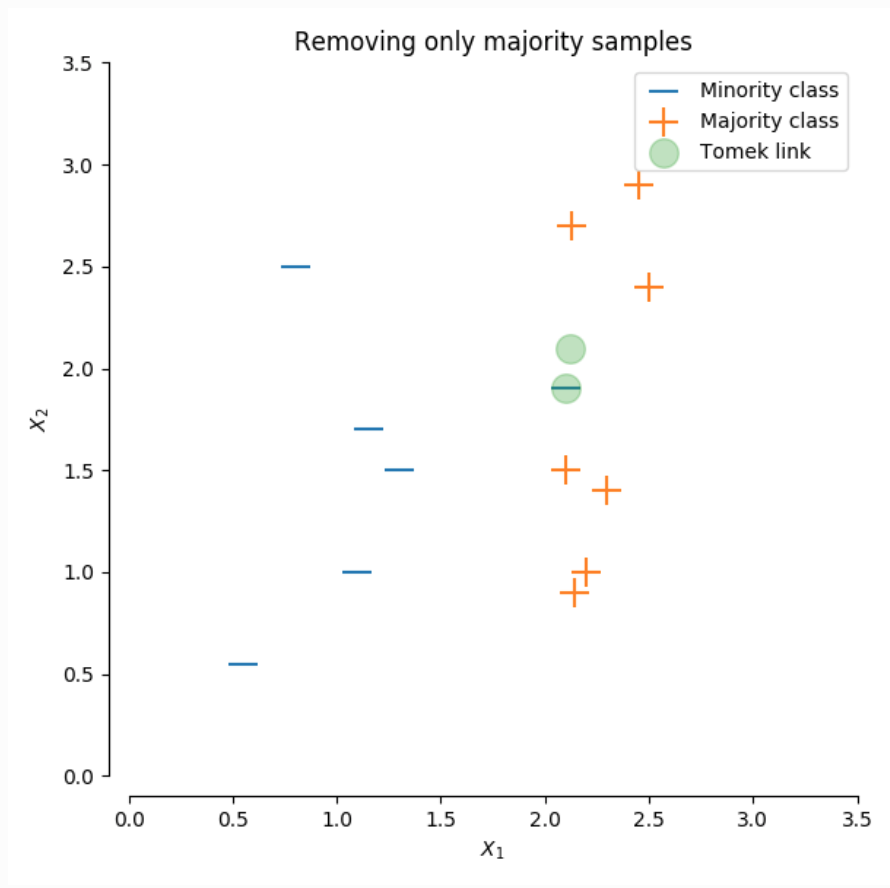 Removing only majority samples
Minority class
Majority class
Tomek link
3.5
3.0
2.5
2.0
1.5
1.0
0.5
0.0
X₂
0.0 0.5 1.0 1.5 2.0 2.5 3.0 3.5
X₁